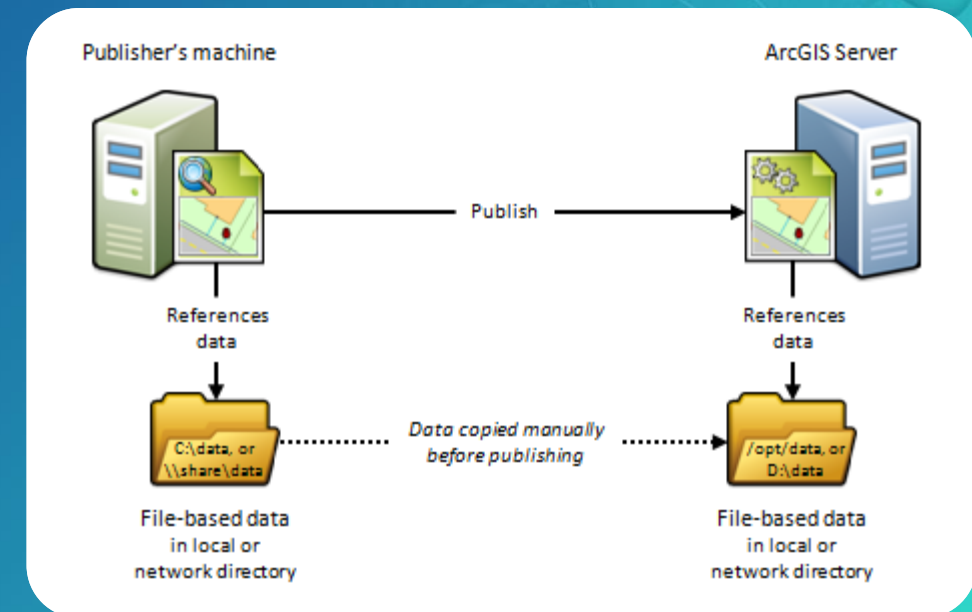 Publisher's machine
ArcGIS Server
Publish
References
data
References
data
C:\data, or
\\share\data
Data copied manually
before publishing
/opt/data, or
D:\data
File-based data
in local or
network directory
File-based data
in local or
network directory